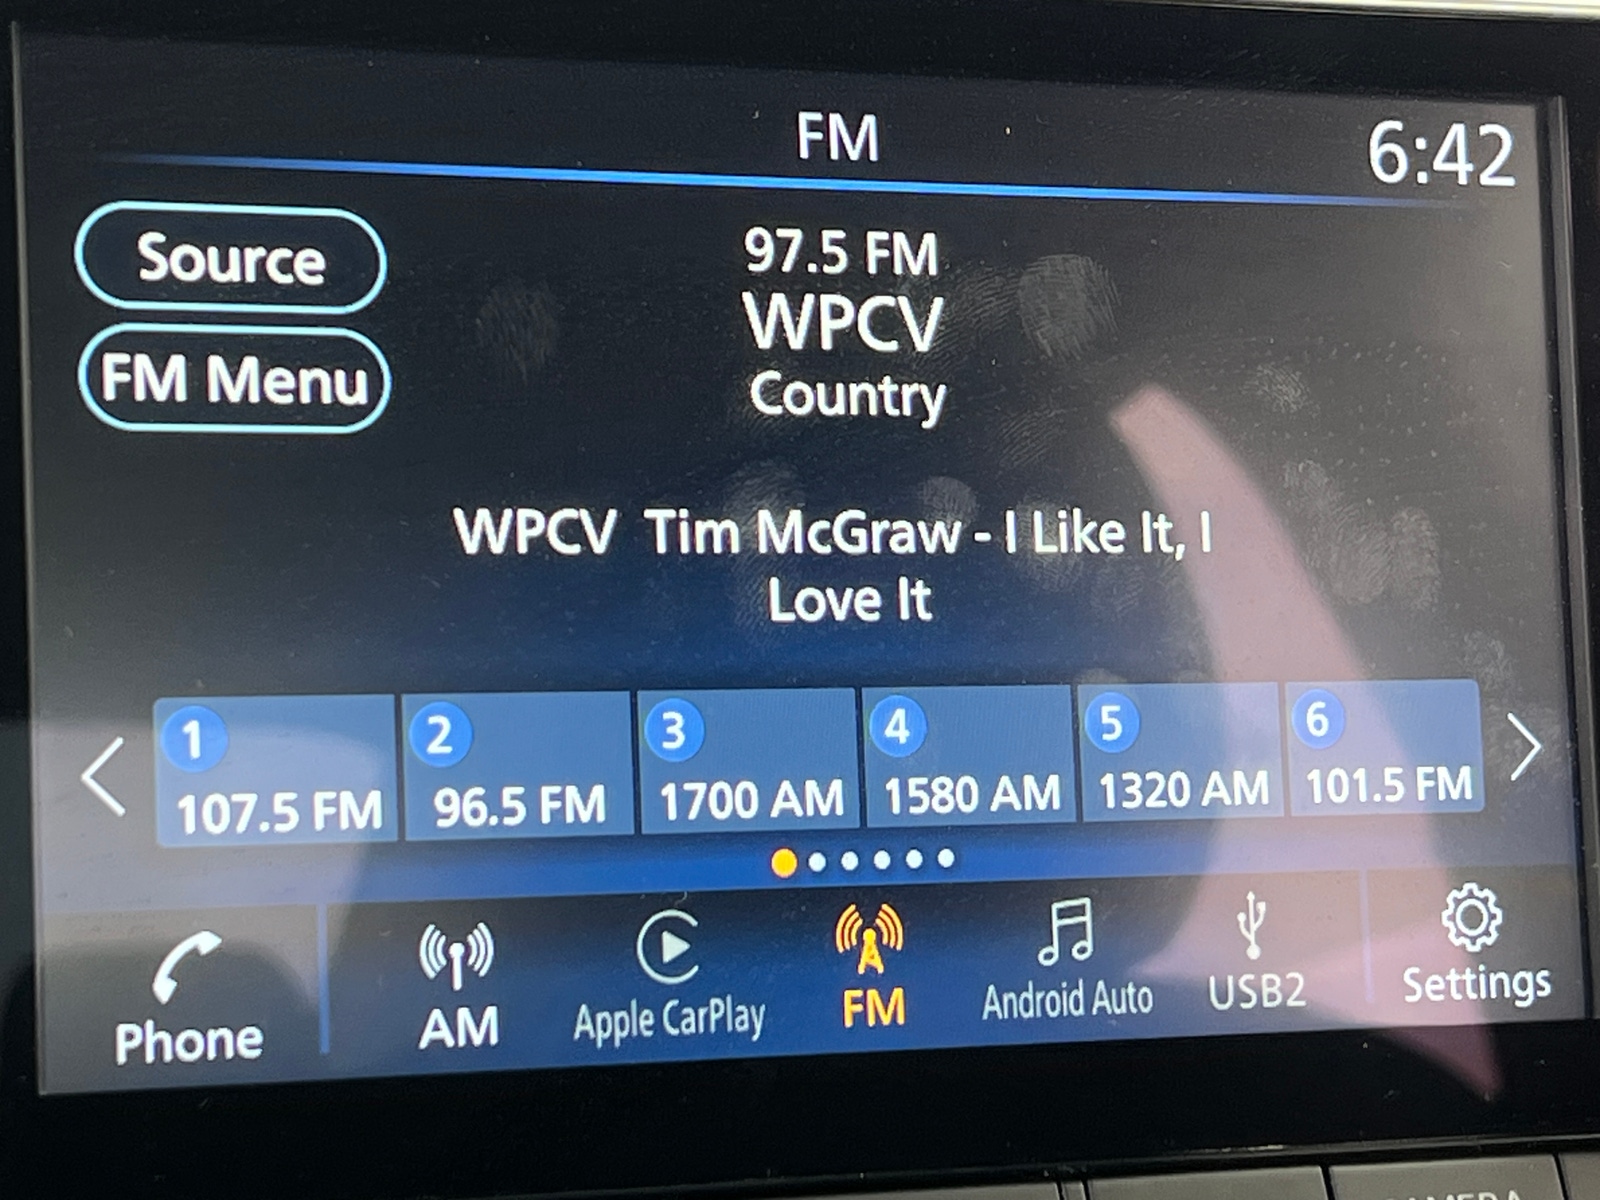 FM
6:42
Source
FM Menu
97.5 FM
WPCV
Country
WPCV Tim McGraw - I Like It, I
Love It
1
107.5 FM
2
96.5 FM
3
1700 AM
4
1580 AM
5
1320 AM
6
101.5 FM
Phone
AM
Apple CarPlay
FM
Android Auto
USB2
Settings